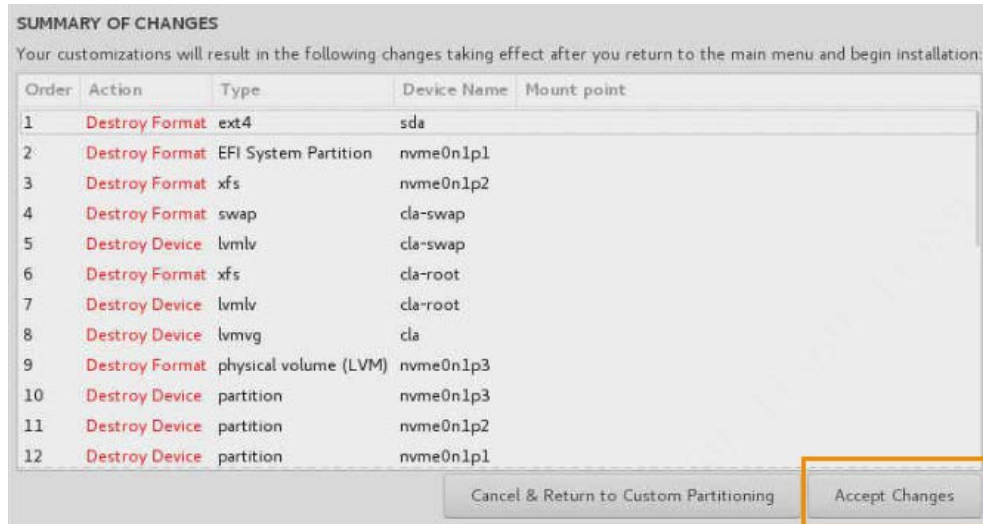 SUMMARY OF CHANGES
Your customizations will result in the following changes taking effect after you return to the main menu and begin installation:
Order Action Type Device Name Mount point
1 Destroy Format ext4 sda
2 Destroy Format EFI System Partition nvme0n1p1
3 Destroy Format xfs nvme0n1p2
4 Destroy Format swap cla-swap
5 Destroy Device lvmlv cla-swap
6 Destroy Format xfs cla-root
7 Destroy Device lvmlv cla-root
8 Destroy Device lvmvg cla
9 Destroy Format physical volume (LVM) nvme0n1p3
10 Destroy Device partition nvme0n1p3
11 Destroy Device partition nvme0n1p2
12 Destroy Device partition nvme0n1p1
Cancel & Return to Custom Partitioning Accept Changes